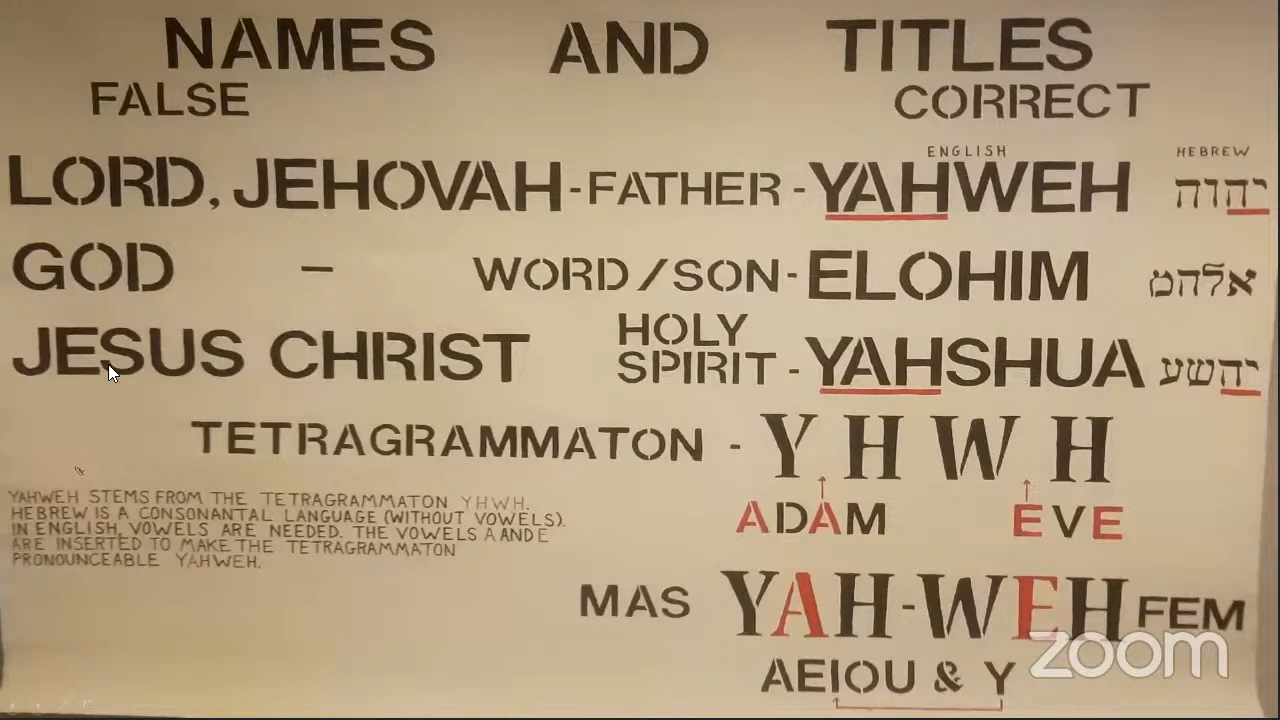 NAMES AND TITLES
FALSE CORRECT
ENGLISH HEBREW
LORD, JEHOVAH - FATHER - YAHWEH יהוה
GOD - WORD/SON - ELOHIM אלהם
JESUS CHRIST HOLY SPIRIT - YAHSHUA יהשע
TETRAGRAMMATON - Y H W H
YAHWEH STEMS FROM THE TETRAGRAMMATON YHWH.
HEBREW IS A CONSONANTAL LANGUAGE (WITHOUT VOWELS).
IN ENGLISH, VOWELS ARE NEEDED. THE VOWELS A AND E
ARE INSERTED TO MAKE THE TETRAGRAMMATON
PRONOUNCEABLE YAHWEH.
ADAM EVE
MAS YAH-WEH FEM
AEIOU & Y
zoom